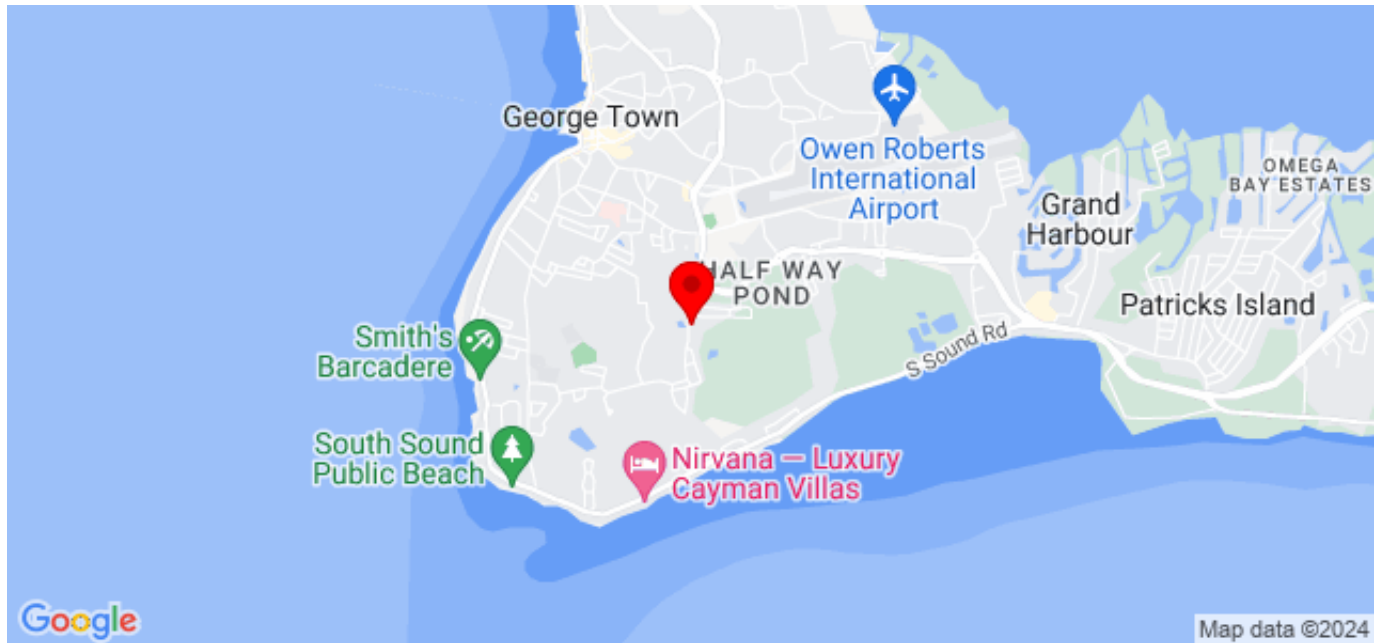 George Town
Owen Roberts
International
Airport
OMEGA
BAY ESTATES
Grand
Harbour
HALF WAY
POND
Patricks Island
Smith's
Barcadere
S Sound Rd
South Sound
Public Beach
Nirvana — Luxury
Cayman Villas
Google
Map data ©2024